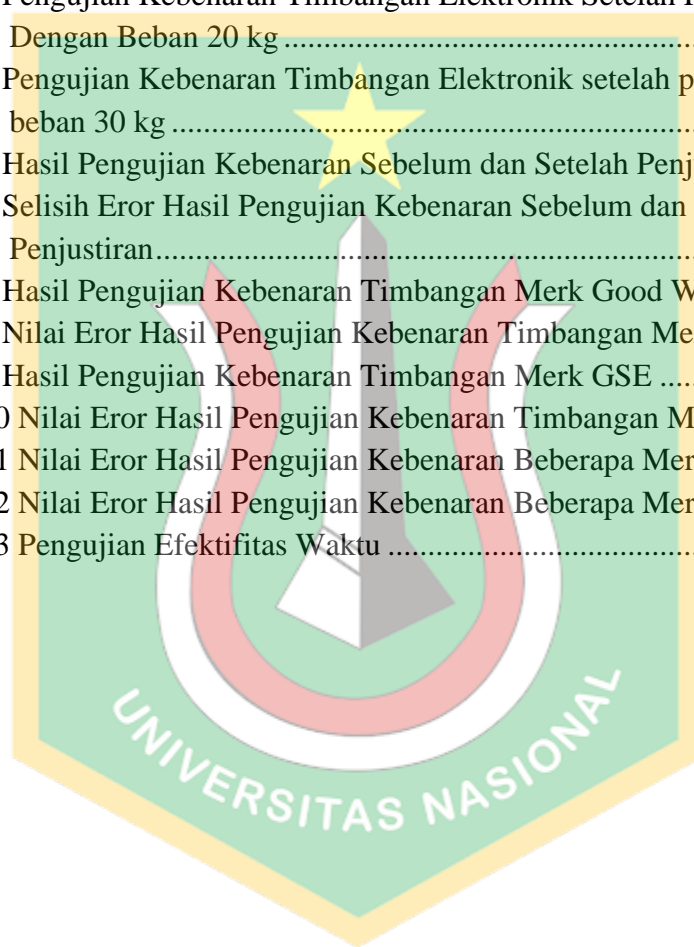 Pengujian Kebenaran Timbangan Elektronik Setelah
Dengan Beban 20 kg
Pengujian Kebenaran Timbangan Elektronik setelah
beban 30 kg
Hasil Pengujian Kebenaran Sebelum dan Setelah
Selisih Eror Hasil Pengujian Kebenaran Sebelum dan
Penjustiran
Hasil Pengujian Kebenaran Timbangan Merk Good
Nilai Eror Hasil Pengujian Kebenaran Timbangan
Hasil Pengujian Kebenaran Timbangan Merk GSE
0 Nilai Eror Hasil Pengujian Kebenaran Timbangan
1 Nilai Eror Hasil Pengujian Kebenaran Beberapa
2 Nilai Eror Hasil Pengujian Kebenaran Beberapa
3 Pengujian Efektifitas Waktu
UNIVERSITAS NASIONAL